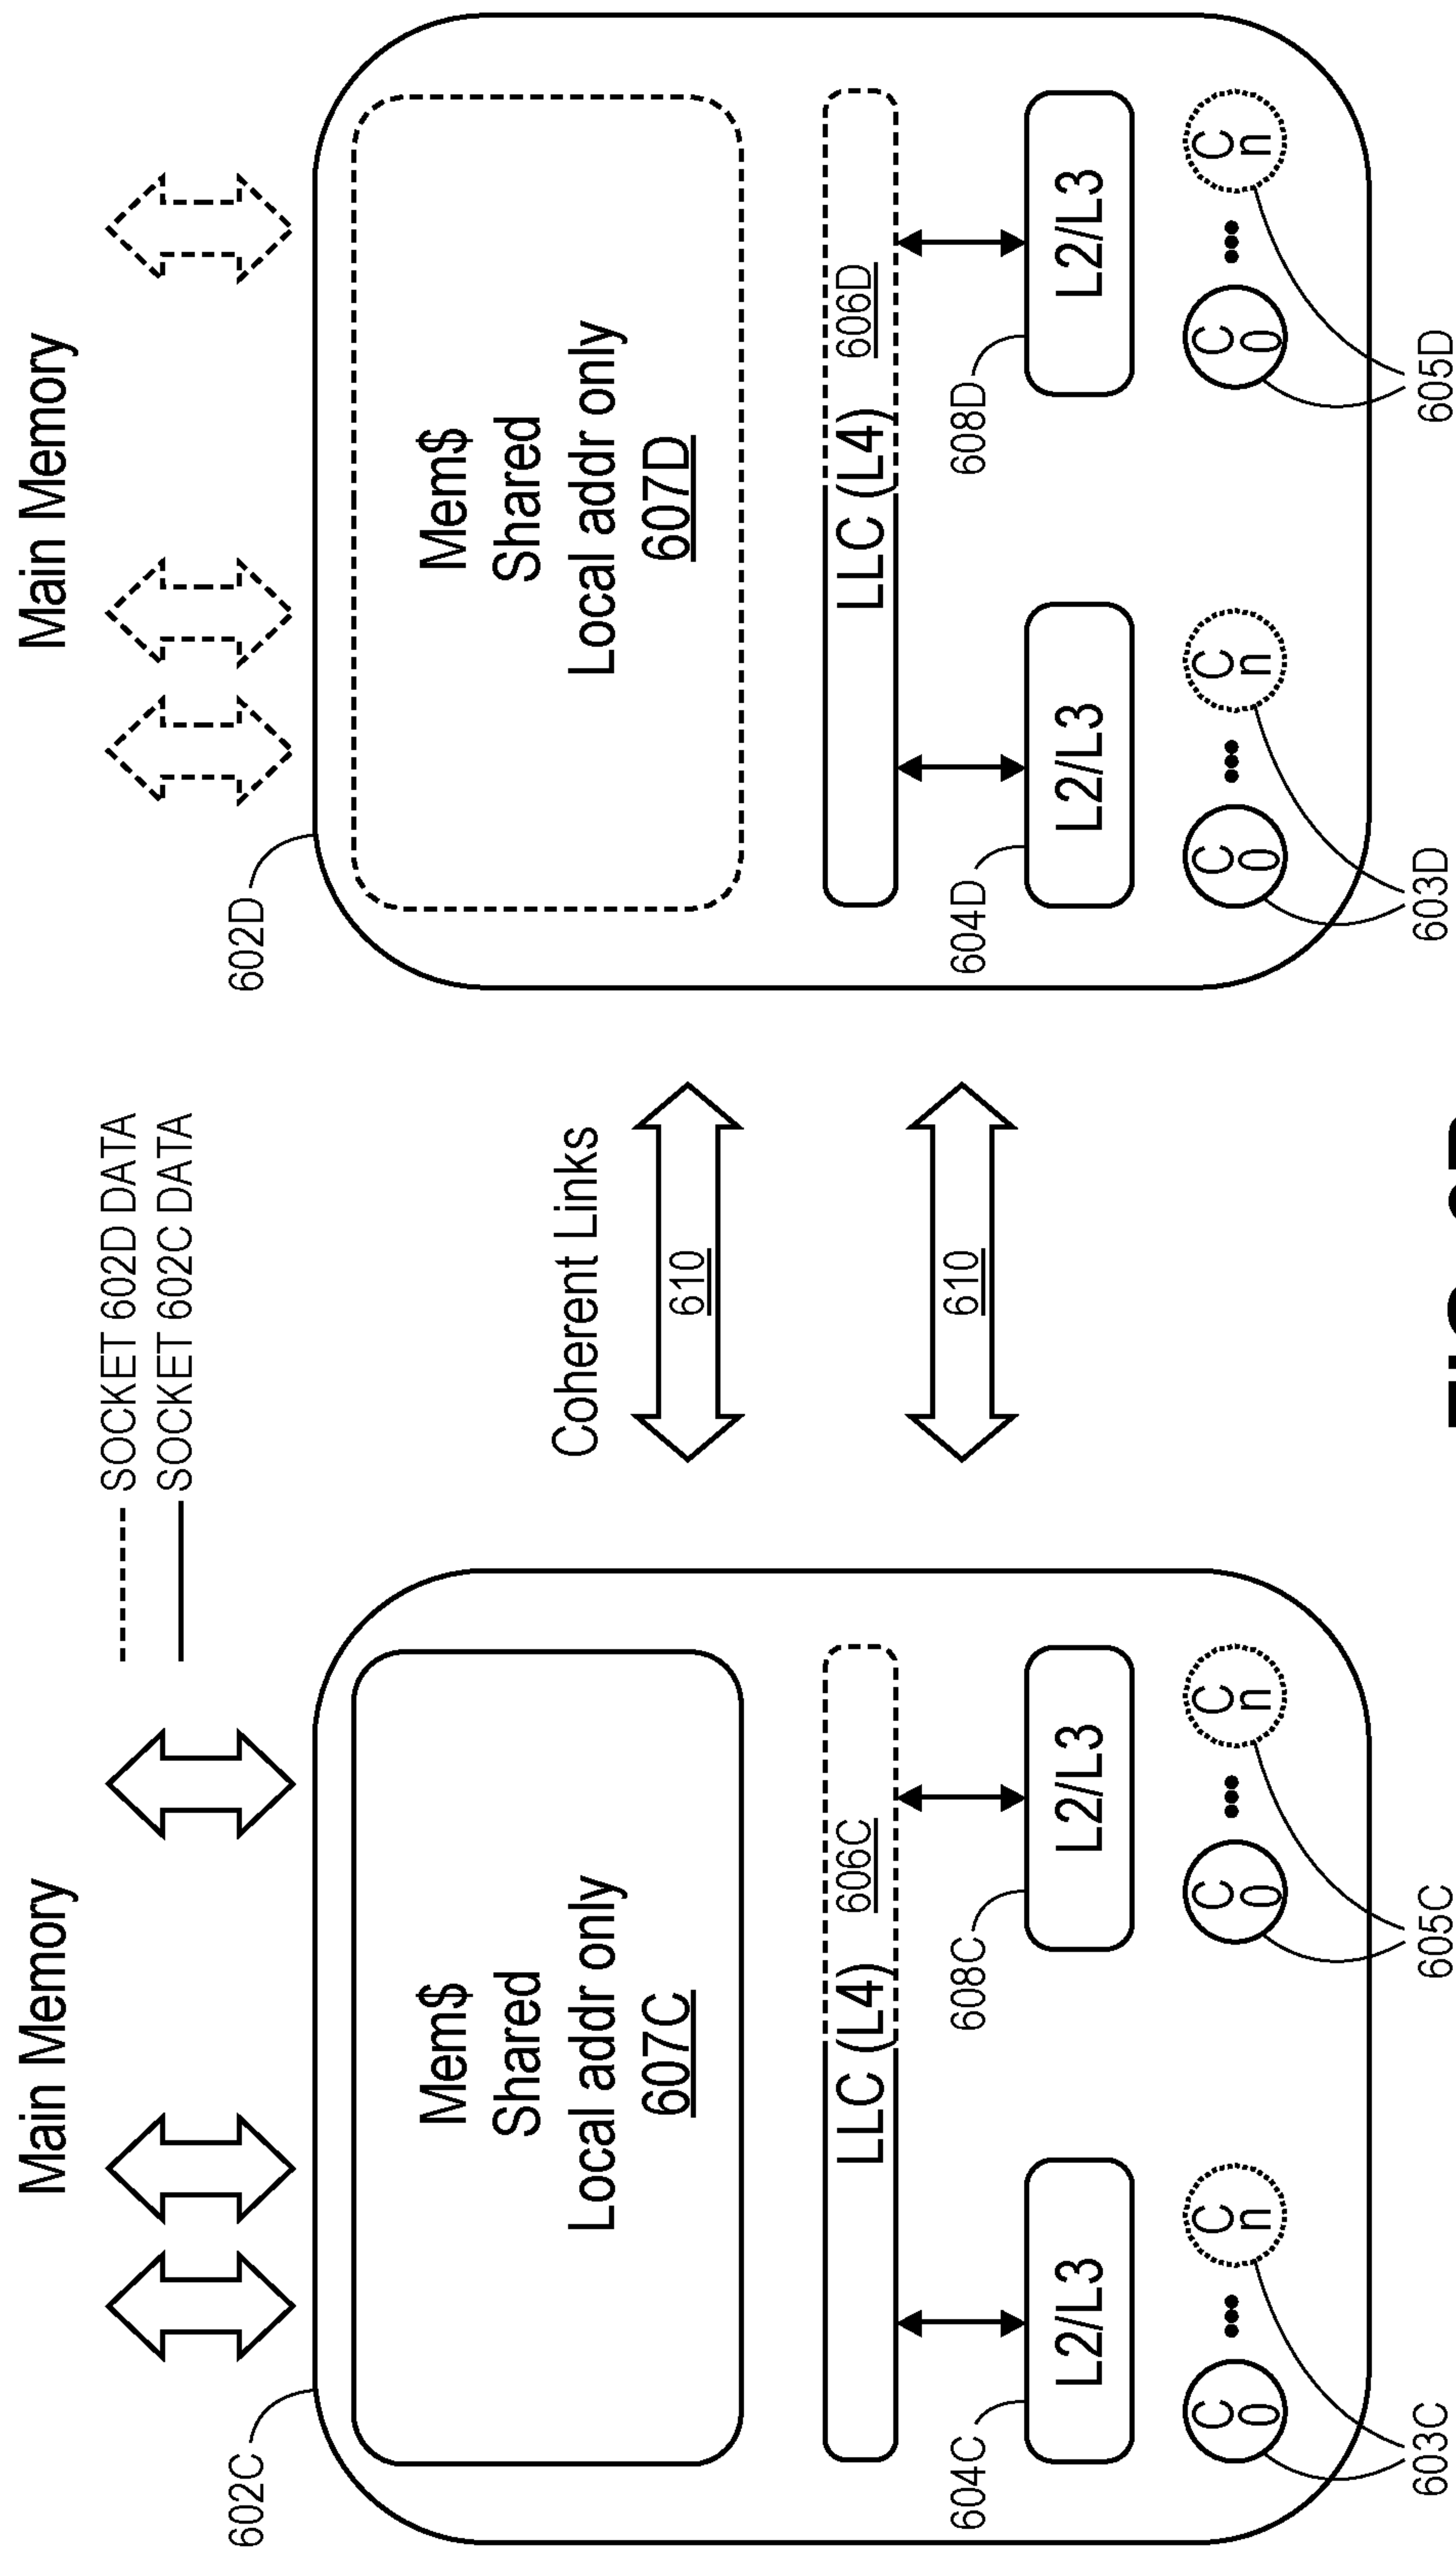 Main Memory
Main Memory
SOCKET 602D DATA
SOCKET 602C DATA
602C
602D
Mem$
Shared
Local addr only
607C
Coherent Links
610
610
Mem$
Shared
Local addr only
607D
LLC (L4) 606C
LLC (L4) 606D
604C
608C
604D
608D
L2/L3
L2/L3
L2/L3
L2/L3
C
0
C
n
C
0
C
n
C
0
C
n
C
0
C
n
603C
605C
603D
605D